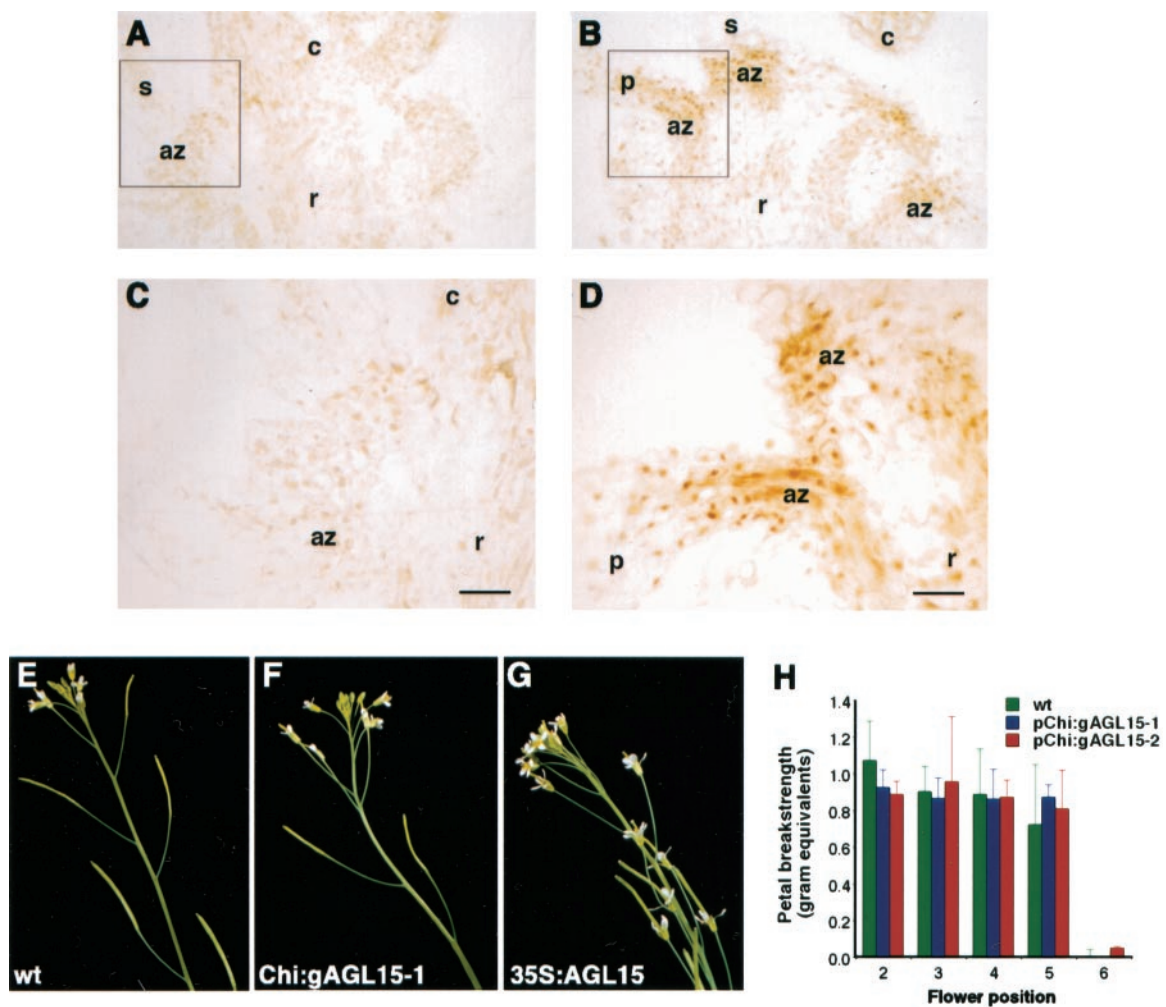 A
c
s
az
r
B
s
c
p
az
az
r
az
C
c
az
r
D
az
az
p
r
E
wt
F
Chi:gAGL15-1
G
35S:AGL15
H
wt
pChi:gAGL15-1
pChi:gAGL15-2
Petal breakstrength
(gram equivalents)
1.4
1.2
1.0
0.8
0.6
0.4
0.2
0.0
2 3 4 5 6
Flower position